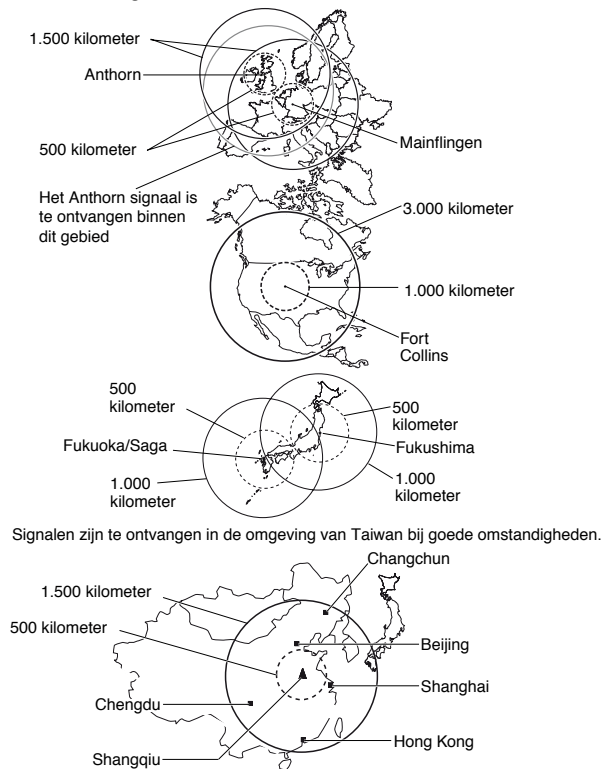 1.500 kilometer
Anthorn
500 kilometer
Mainflingen
Het Anthorn signaal is
te ontvangen binnen
dit gebied
3.000 kilometer
1.000 kilometer
Fort
Collins
500
kilometer
500
kilometer
Fukuoka/Saga
Fukushima
1.000
kilometer
1.000
kilometer
Signalen zijn te ontvangen in de omgeving van Taiwan bij goede omstandigheden.
Changchun
1.500 kilometer
500 kilometer
Beijing
Shanghai
Chengdu
Hong Kong
Shangqiu